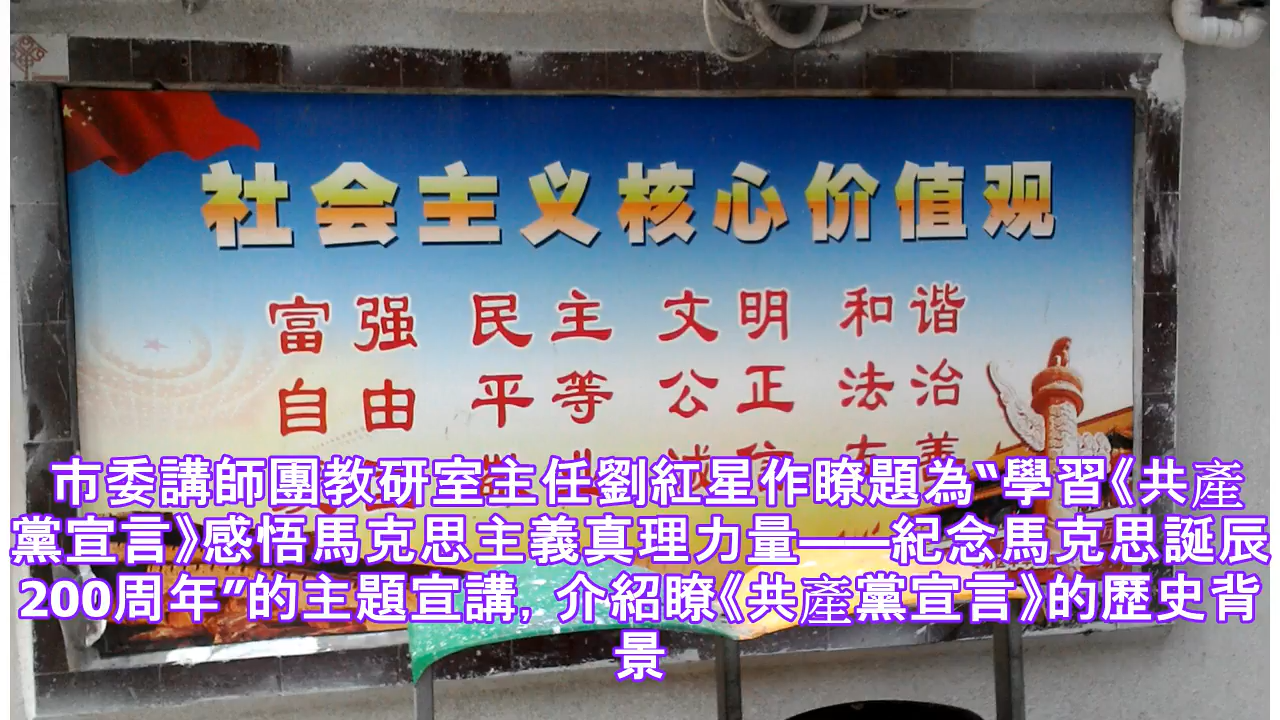 社会主义核心价值观
富强 民主 文明 和谐
自由 平等 公正 法治
诚信 友善
市委講師團教研室主任劉紅星作瞭題為“學習《共產
黨宣言》感悟馬克思主義真理力量——紀念馬克思誕辰
200周年”的主題宣講, 介紹瞭《共產黨宣言》的歷史背
景